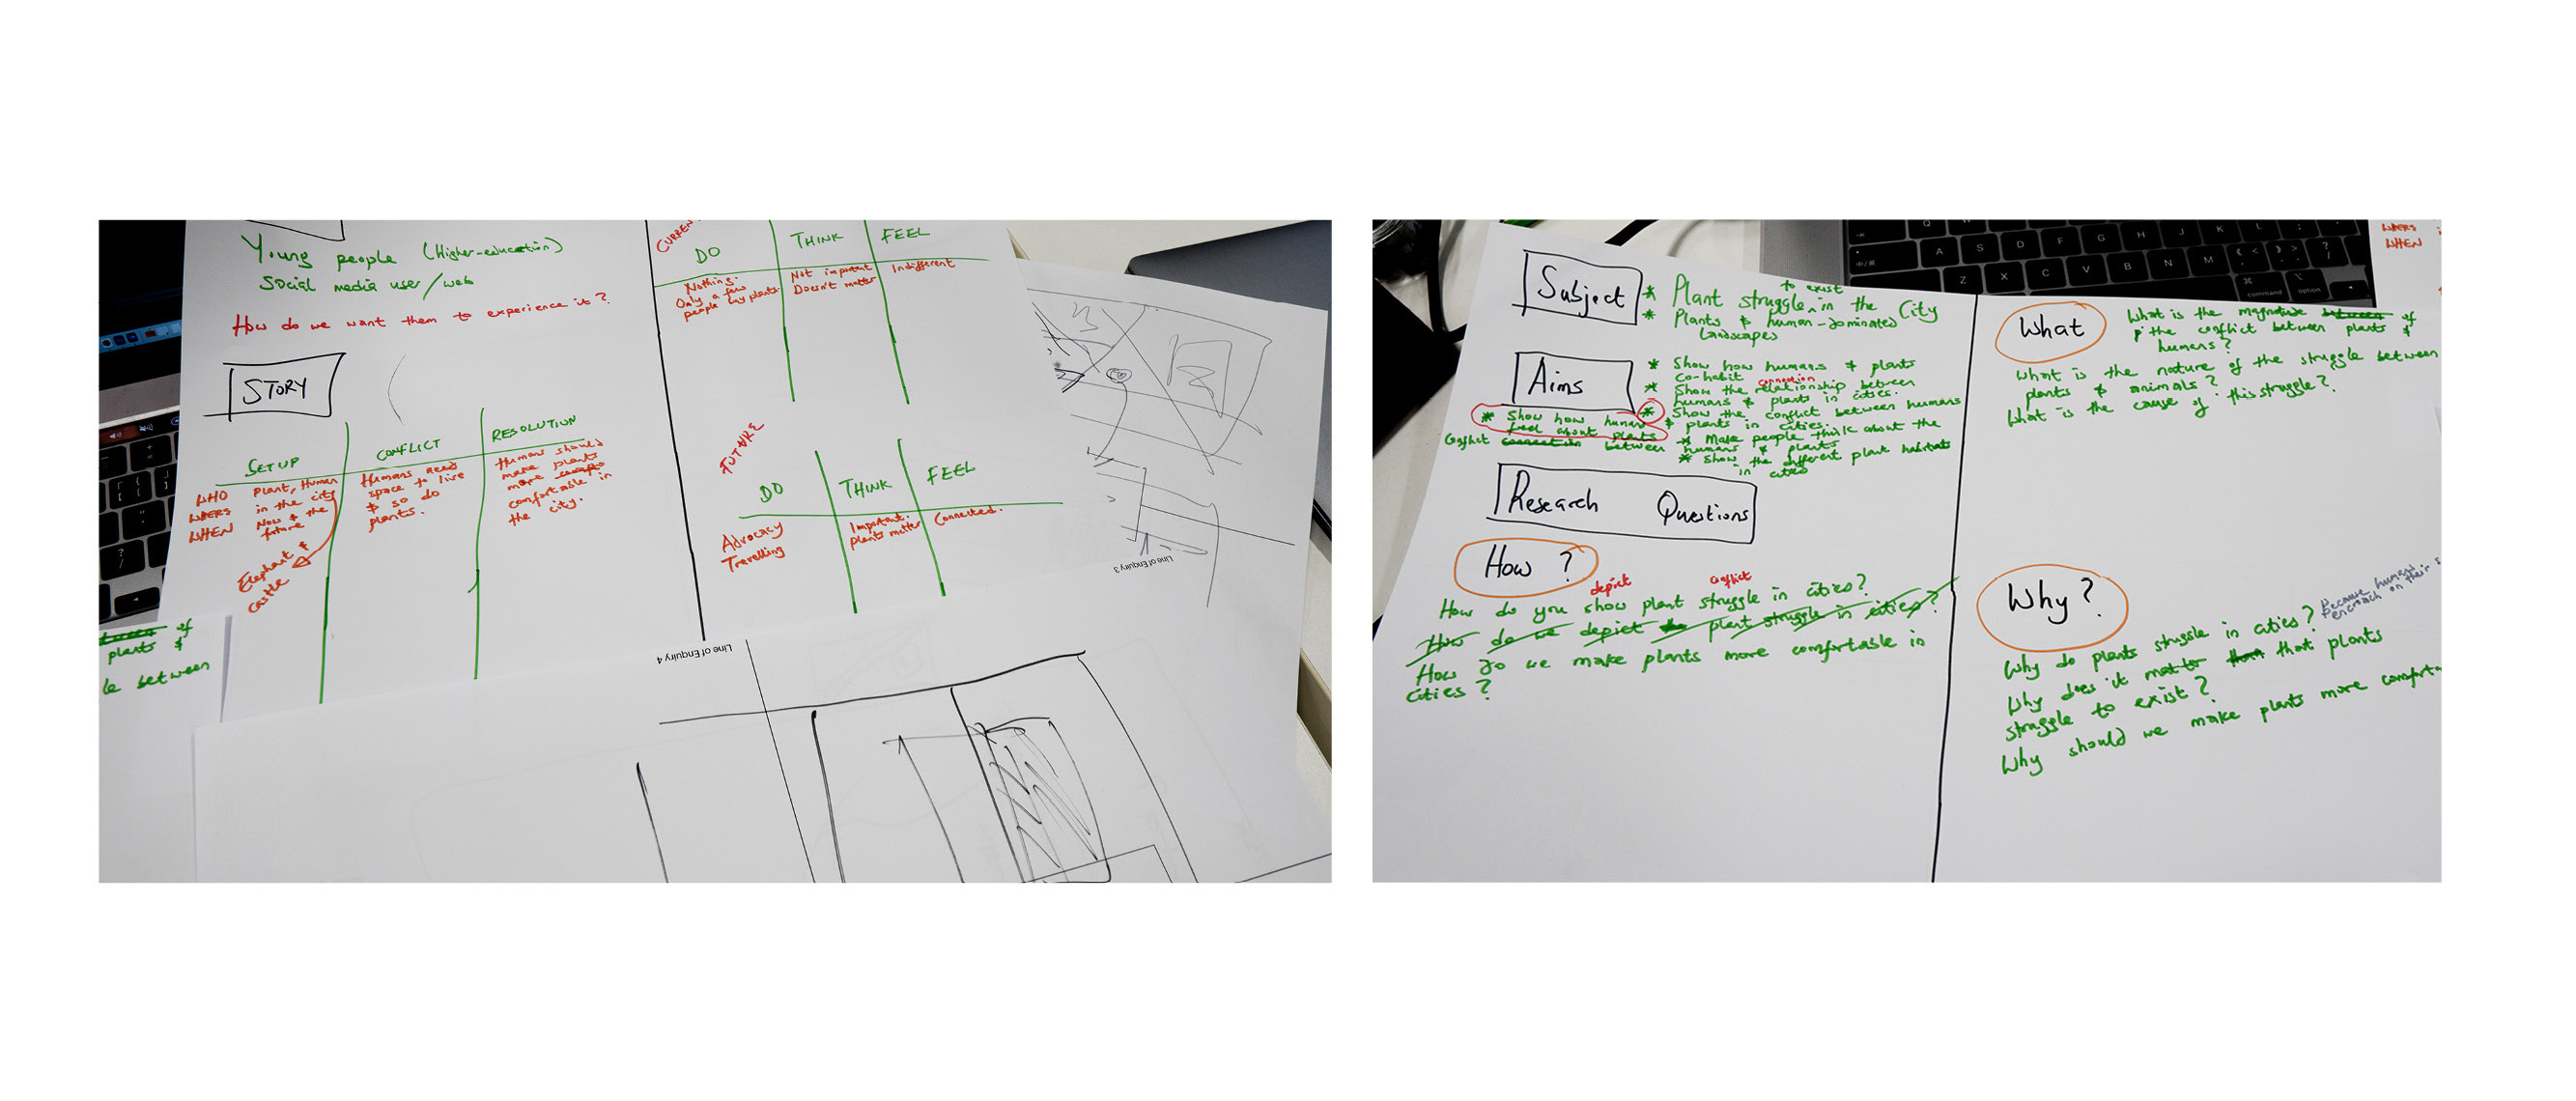 Young people (Higher-education)
Social media user/web
How do we want them to experience it?
STORY
SETUP
CONFLICT
RESOLUTION
WHO
WHERE
WHEN
Plant, Human
in the city
Now & the
future
Elephant &
castle
Humans need
space to live
& so do
plants.
Humans should
make plants
more
comfortable in
the city.
DO
THINK
FEEL
Nothing.
Only a few
people buy plants
Not important
Doesn't matter
Indifferent
FUTURE
DO
THINK
FEEL
Advocacy
Travelling
Important.
plants matter
Connected.
Line of Enquiry 3
Line of Enquiry 4
of
plants &
le between
Subject
to exist
* Plant struggle in the City
* Plants & human-dominated
landscapes
Aims
* Show how humans & plants
co-habit
connection
* Show the relationship between
humans & plants in cities.
* Show the conflict between humans
& plants in cities.
* Show how humans
feel about plants
* Make people think about the
Conflict connection between humans & plants
* Show the different plant habitats
in cities
Research Questions
How?
depict conflict
How do you show plant struggle in cities?
How do we depict plant struggle in cities?
How do we make plants more comfortable in
cities?
What
What is the magnitude between of
the conflict between plants &
humans?
What is the nature of the struggle between
plants & animals?
What is the cause of this struggle?
Why?
Why do plants struggle in cities?
Because humans
encroach on their
Why does it matter that plants
struggle to exist?
Why should we make plants more
WHERE
WHEN
A S D F G H J K L
Z X C V B N M
command option